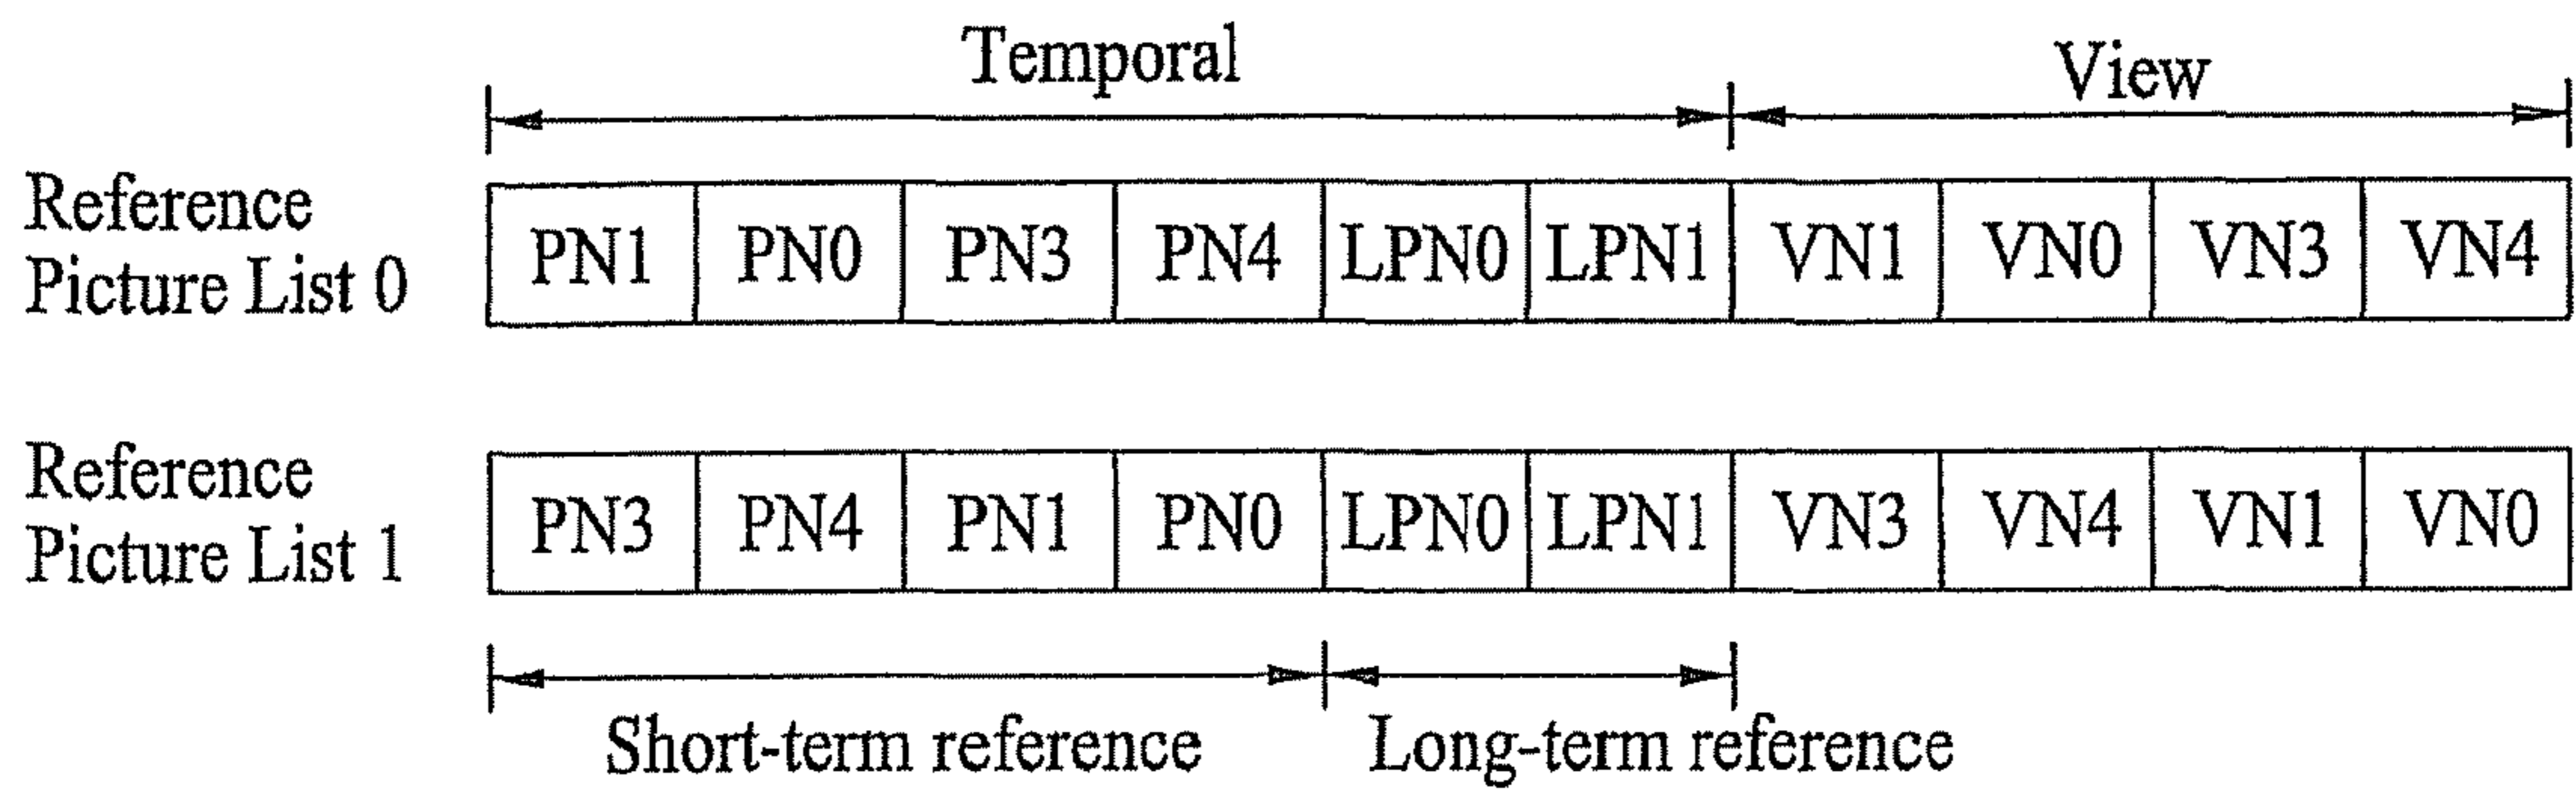 Temporal View
Reference
Picture List 0
PN1 PN0 PN3 PN4 LPN0 LPN1 VN1 VN0 VN3 VN4
Reference
Picture List 1
PN3 PN4 PN1 PN0 LPN0 LPN1 VN3 VN4 VN1 VN0
Short-term reference Long-term reference